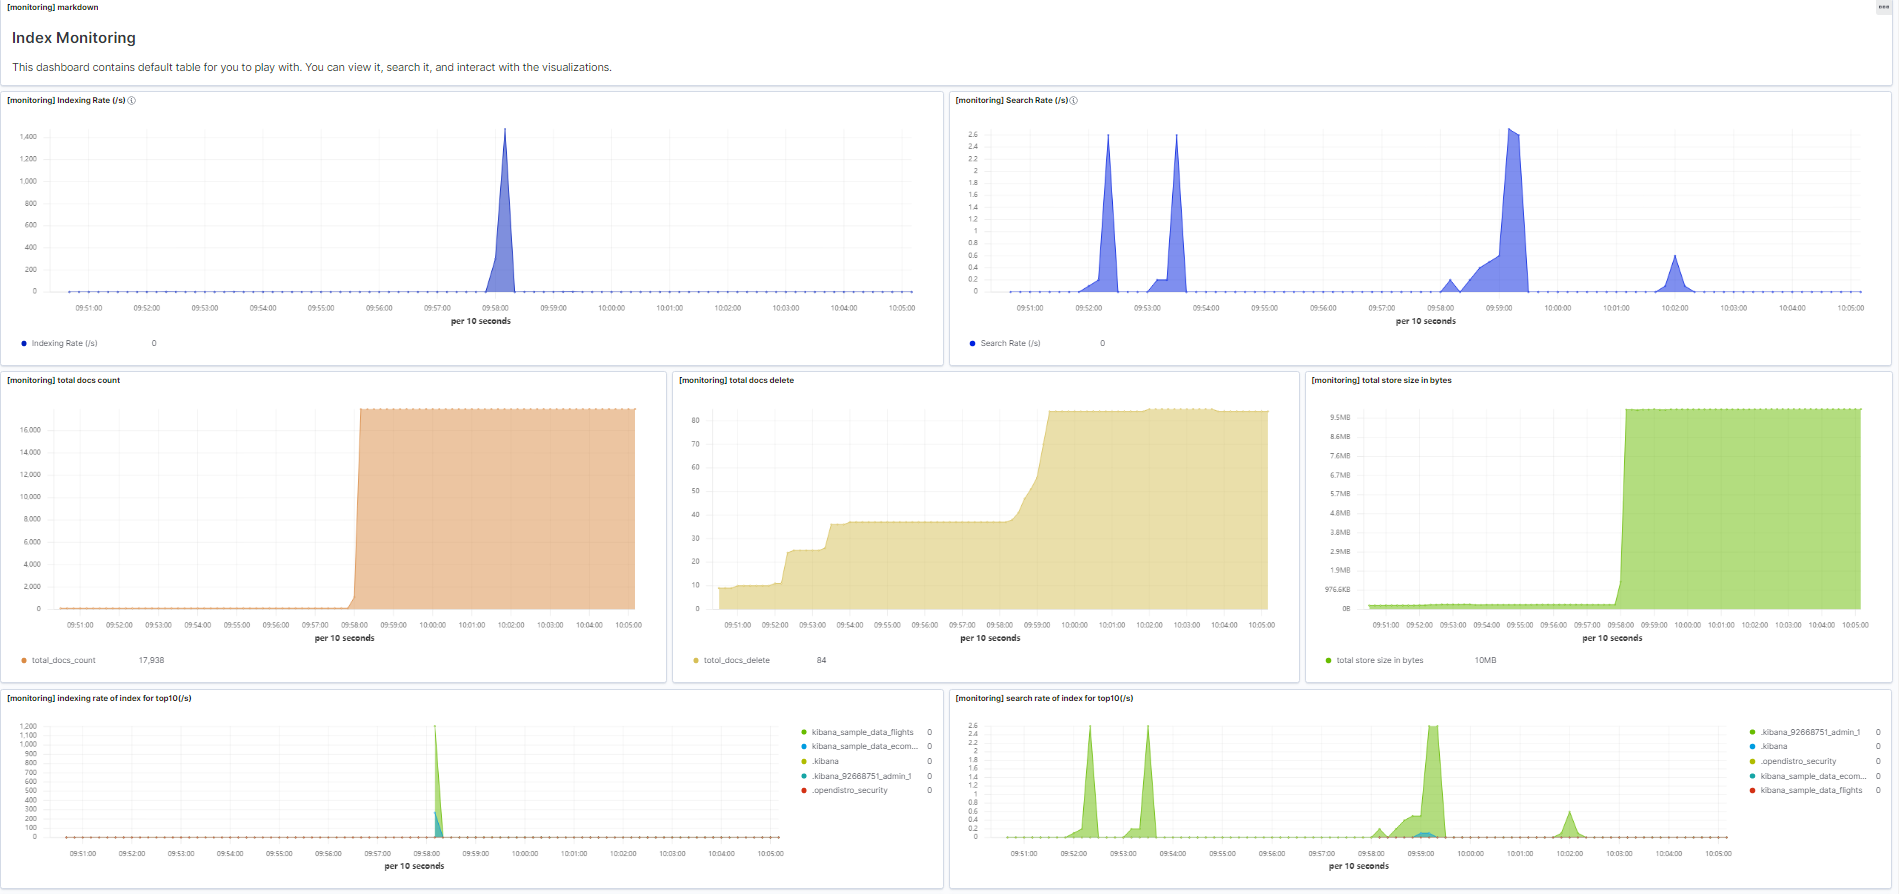 [monitoring] markdown
Index Monitoring
This dashboard contains default table for you to play with. You can view it, search it, and interact with the visualizations.
[monitoring] Indexing Rate (/s)
1,400
1,200
1,000
800
600
400
200
0
09:51:00 09:52:00 09:53:00 09:54:00 09:55:00 09:56:00 09:57:00 09:58:00 09:59:00 10:00:00 10:01:00 10:02:00 10:03:00 10:04:00 10:05:00
per 10 seconds
Indexing Rate (/s) 0
[monitoring] Search Rate (/s)
2.6
2.4
2.2
2
1.8
1.6
1.4
1.2
1
0.8
0.6
0.4
0.2
0
09:51:00 09:52:00 09:53:00 09:54:00 09:55:00 09:56:00 09:57:00 09:58:00 09:59:00 10:00:00 10:01:00 10:02:00 10:03:00 10:04:00 10:05:00
per 10 seconds
Search Rate (/s) 0
[monitoring] total docs count
16,000
14,000
12,000
10,000
8,000
6,000
4,000
2,000
0
09:51:00 09:52:00 09:53:00 09:54:00 09:55:00 09:56:00 09:57:00 09:58:00 09:59:00 10:00:00 10:01:00 10:02:00 10:03:00 10:04:00 10:05:00
per 10 seconds
total_docs_count 17,938
[monitoring] total docs delete
80
70
60
50
40
30
20
10
0
09:51:00 09:52:00 09:53:00 09:54:00 09:55:00 09:56:00 09:57:00 09:58:00 09:59:00 10:00:00 10:01:00 10:02:00 10:03:00 10:04:00 10:05:00
per 10 seconds
totol_docs_delete 84
[monitoring] total store size in bytes
9.5MB
8.6MB
7.6MB
6.7MB
5.7MB
4.8MB
3.8MB
2.9MB
1.9MB
976.6KB
0B
09:51:00 09:52:00 09:53:00 09:54:00 09:55:00 09:56:00 09:57:00 09:58:00 09:59:00 10:00:00 10:01:00 10:02:00 10:03:00 10:04:00 10:05:00
per 10 seconds
total store size in bytes 10MB
[monitoring] indexing rate of index for top10(/s)
1,200
1,100
1,000
900
800
700
600
500
400
300
200
100
0
09:51:00 09:52:00 09:53:00 09:54:00 09:55:00 09:56:00 09:57:00 09:58:00 09:59:00 10:00:00 10:01:00 10:02:00 10:03:00 10:04:00 10:05:00
per 10 seconds
kibana_sample_data_flights 0
kibana_sample_data_ecom... 0
.kibana 0
.kibana_92668751_admin_1 0
.opendistro_security 0
[monitoring] search rate of index for top10(/s)
2.6
2.4
2.2
2
1.8
1.6
1.4
1.2
1
0.8
0.6
0.4
0.2
0
09:51:00 09:52:00 09:53:00 09:54:00 09:55:00 09:56:00 09:57:00 09:58:00 09:59:00 10:00:00 10:01:00 10:02:00 10:03:00 10:04:00 10:05:00
per 10 seconds
.kibana_92668751_admin_1 0
.kibana 0
.opendistro_security 0
kibana_sample_data_ecom... 0
kibana_sample_data_flights 0